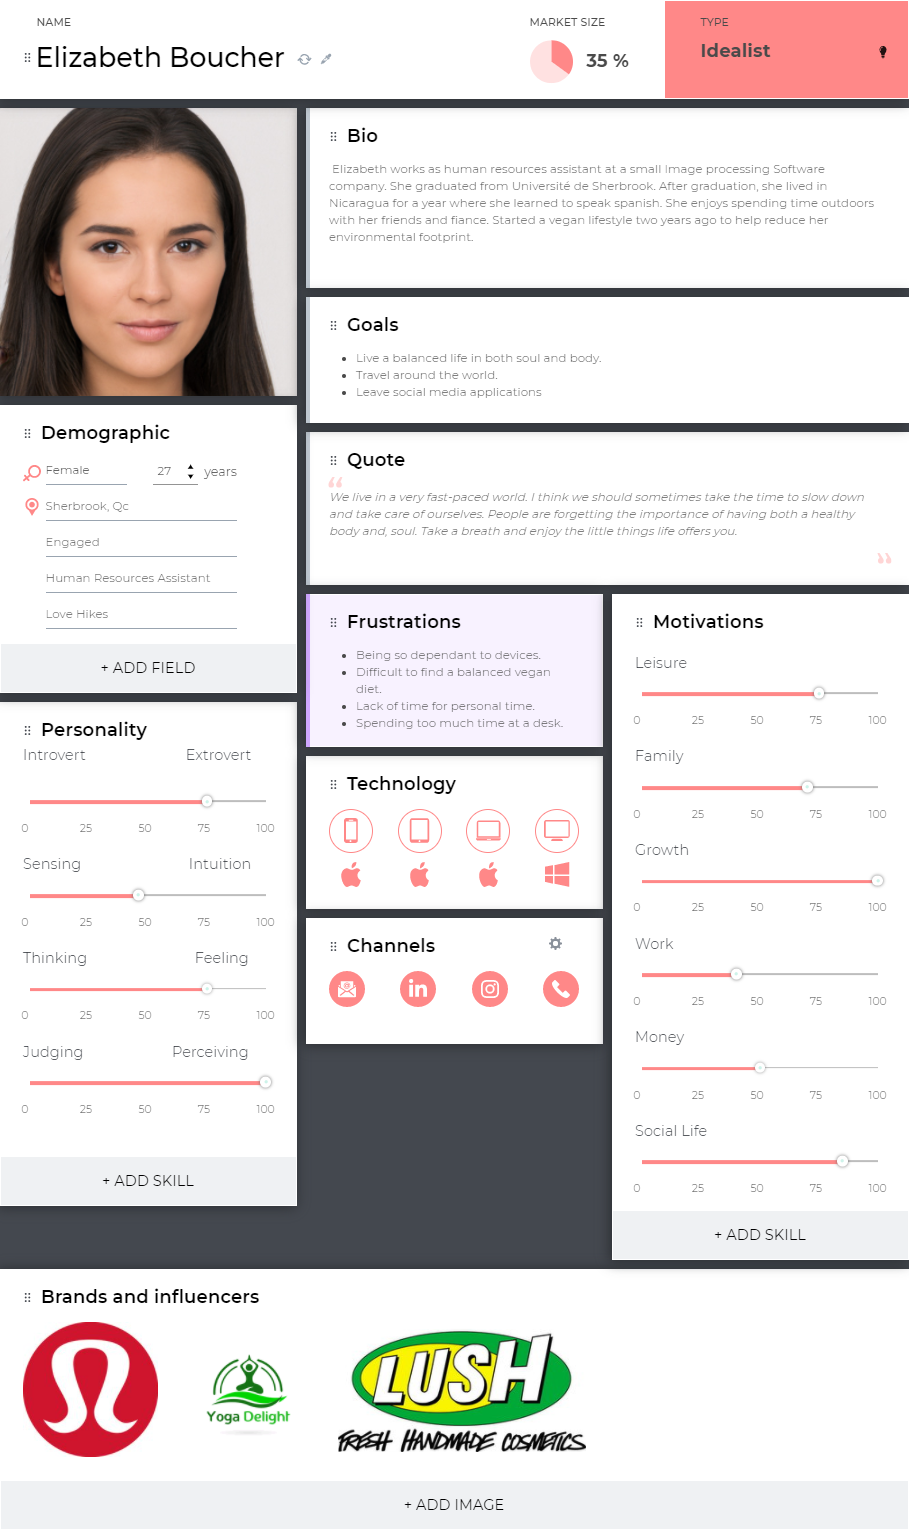 NAME
Elizabeth Boucher
MARKET SIZE
35 %
TYPE
Idealist
Bio
Elizabeth works as human resources assistant at a small Image processing Software
company. She graduated from Université de Sherbrook. After graduation, she lived in
Nicaragua for a year where she learned to speak spanish. She enjoys spending time outdoors
with her friends and fiance. Started a vegan lifestyle two years ago to help reduce her
environmental footprint.
Goals
Live a balanced life in both soul and body.
Travel around the world.
Leave social media applications
Quote
“
We live in a very fast-paced world. I think we should sometimes take the time to slow down
and take care of ourselves. People are forgetting the importance of having both a healthy
body and, soul. Take a breath and enjoy the little things life offers you.
”
Demographic
Female 27 years
Sherbrook, Qc
Engaged
Human Resources Assistant
Love Hikes
+ ADD FIELD
Personality
Introvert Extrovert
0 25 50 75 100
Sensing Intuition
0 25 50 75 100
Thinking Feeling
0 25 50 75 100
Judging Perceiving
0 25 50 75 100
+ ADD SKILL
Frustrations
Being so dependant to devices.
Difficult to find a balanced vegan
diet.
Lack of time for personal time.
Spending too much time at a desk.
Technology
Channels
in
Motivations
Leisure
0 25 50 75 100
Family
0 25 50 75 100
Growth
0 25 50 75 100
Work
0 25 50 75 100
Money
0 25 50 75 100
Social Life
0 25 50 75 100
+ ADD SKILL
Brands and influencers
Yoga Delight
LUSH
FRESH HANDMADE COSMETICS
+ ADD IMAGE